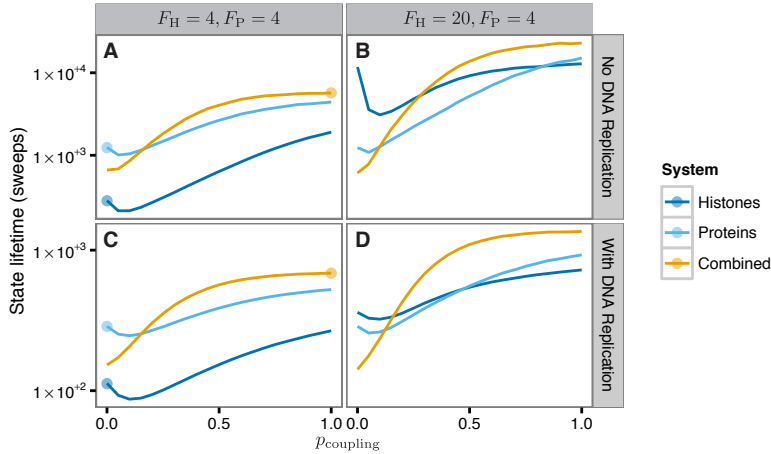 F_H = 4, F_P = 4
F_H = 20, F_P = 4
A
B
1 × 10^+4
1 × 10^+3
No DNA Replication
State lifetime (sweeps)
System
Histones
Proteins
Combined
C
D
1 × 10^+3
1 × 10^+2
With DNA Replication
0.0
0.5
1.0
0.0
0.5
1.0
p_coupling